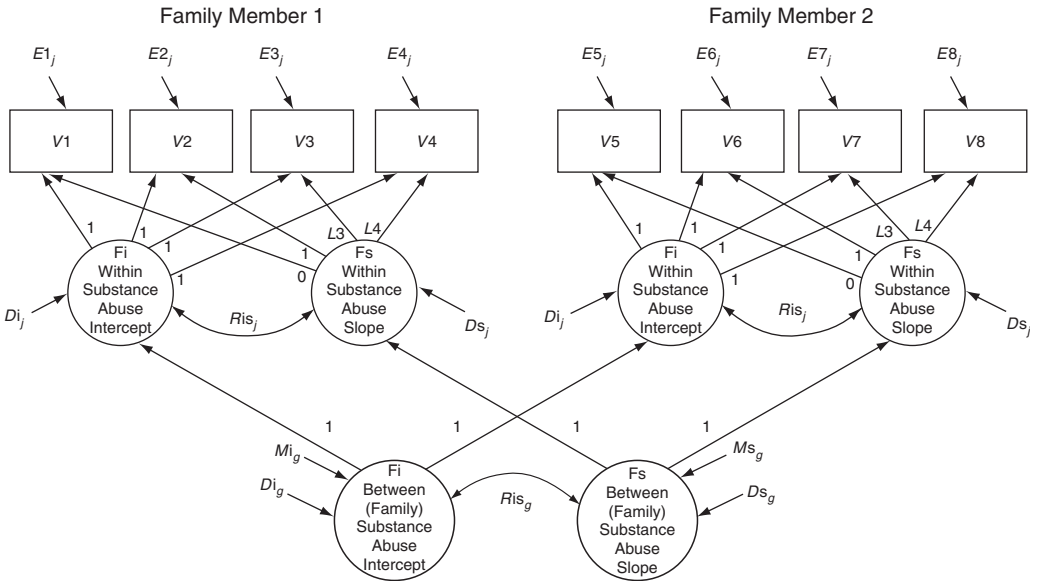 Family Member 1
Family Member 2
E1j
E2j
E3j
E4j
E5j
E6j
E7j
E8j
V1
V2
V3
V4
V5
V6
V7
V8
1
1
1
1
L3
L4
1
0
1
1
1
1
L3
L4
1
0
Fi
Within
Substance
Abuse
Intercept
Fs
Within
Substance
Abuse
Slope
Fi
Within
Substance
Abuse
Intercept
Fs
Within
Substance
Abuse
Slope
Dij
Risj
Dsj
Dij
Risj
Dsj
1
1
1
1
Mig
Dig
Fi
Between
(Family)
Substance
Abuse
Intercept
Risg
Fs
Between
(Family)
Substance
Abuse
Slope
Msg
Dsg